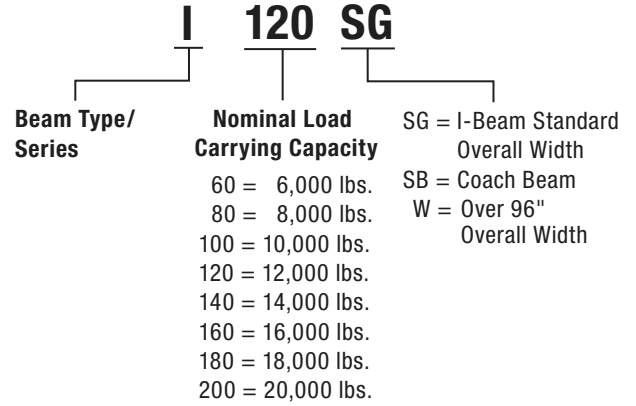 I 120 SG
Beam Type/
Series
Nominal Load
Carrying Capacity
60 = 6,000 lbs.
80 = 8,000 lbs.
100 = 10,000 lbs.
120 = 12,000 lbs.
140 = 14,000 lbs.
160 = 16,000 lbs.
180 = 18,000 lbs.
200 = 20,000 lbs.
SG = I-Beam Standard
Overall Width
SB = Coach Beam
W = Over 96"
Overall Width